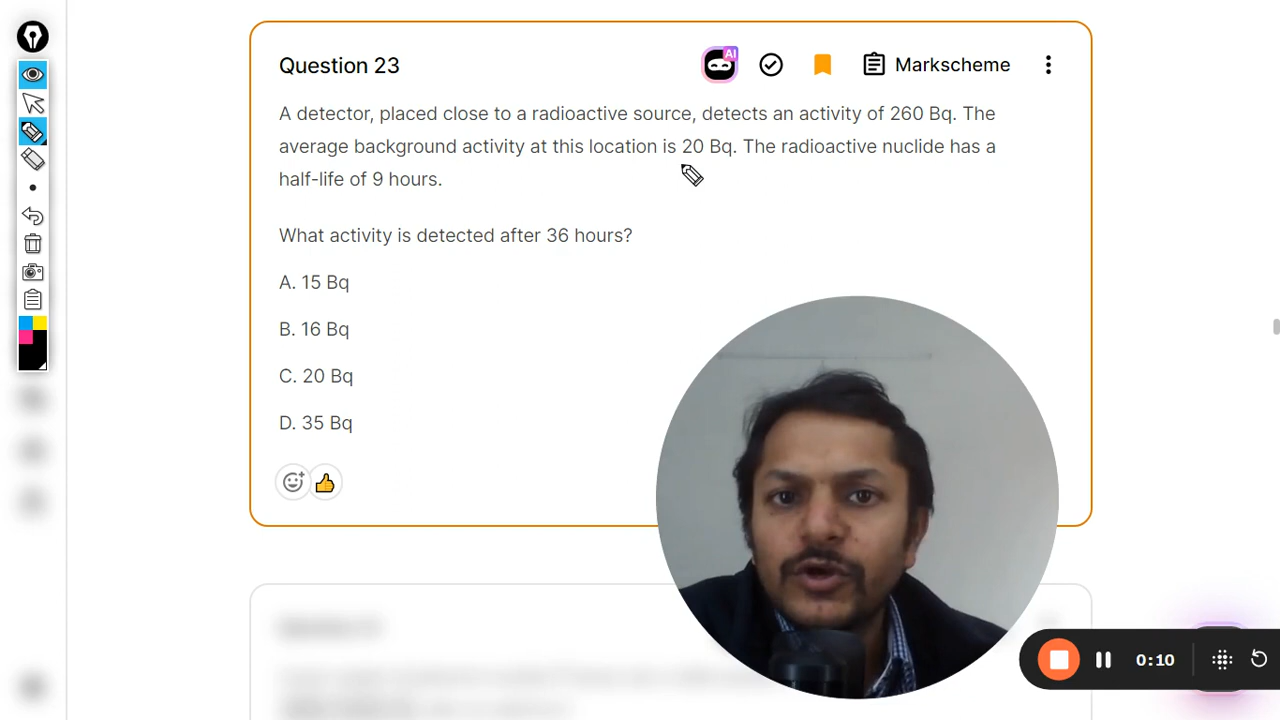 Question 23
AI
Markscheme
A detector, placed close to a radioactive source, detects an activity of 260 Bq. The
average background activity at this location is 20 Bq. The radioactive nuclide has a
half-life of 9 hours.
What activity is detected after 36 hours?
A. 15 Bq
B. 16 Bq
C. 20 Bq
D. 35 Bq
0:10